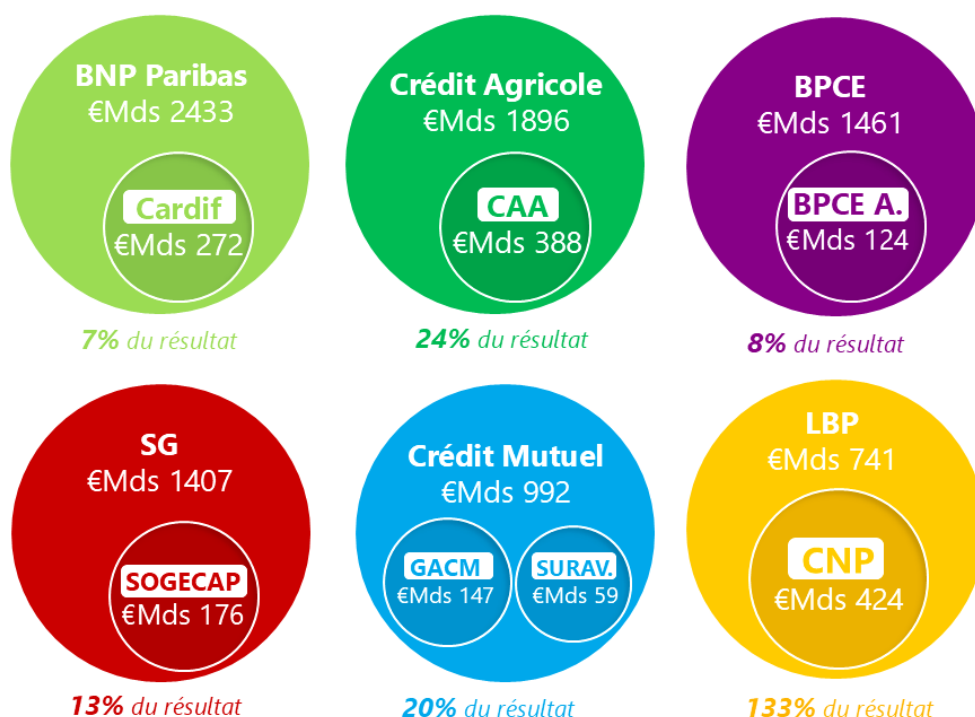 BNP Paribas
€Mds 2433
Cardif
€Mds 272
7% du résultat
Crédit Agricole
€Mds 1896
CAA
€Mds 388
24% du résultat
BPCE
€Mds 1461
BPCE A.
€Mds 124
8% du résultat
SG
€Mds 1407
SOGECAP
€Mds 176
13% du résultat
Crédit Mutuel
€Mds 992
GACM
€Mds 147
SURAV.
€Mds 59
20% du résultat
LBP
€Mds 741
CNP
€Mds 424
133% du résultat